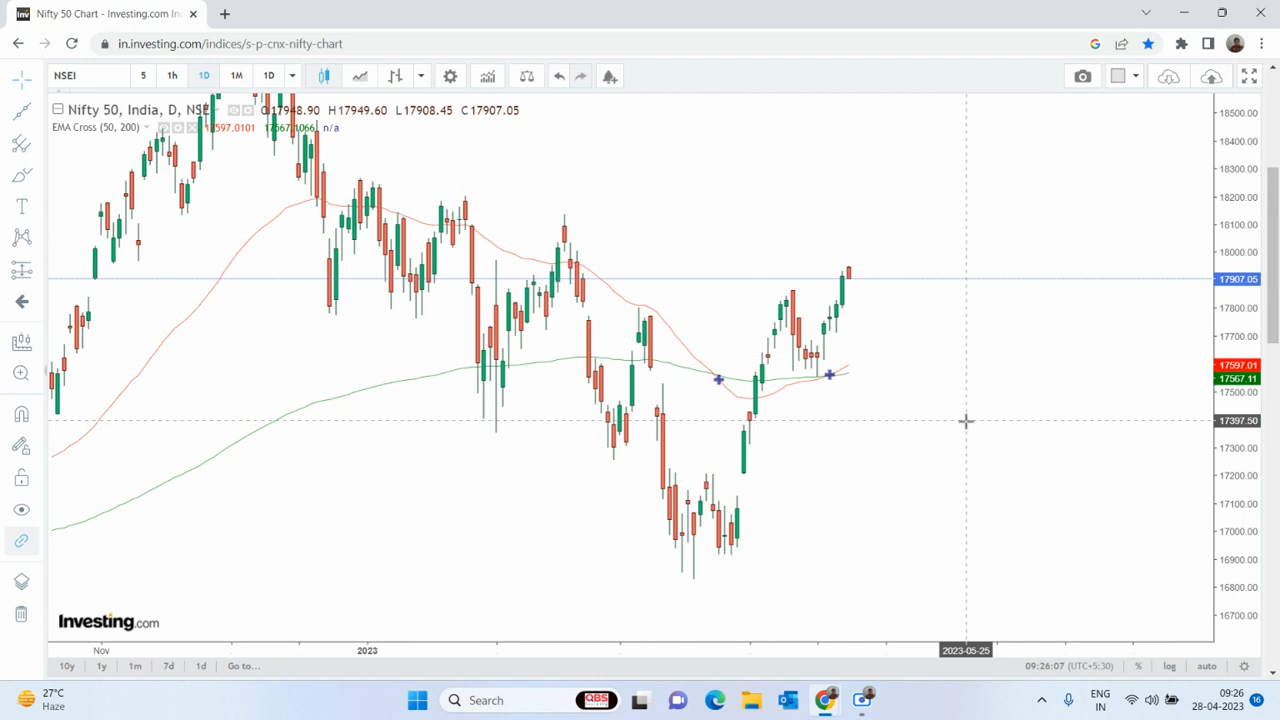 Nifty 50 Chart - Investing.com In
in.investing.com/indices/s-p-cnx-nifty-chart
NSEI 5 1h 1D 1M 1D
Nifty 50, India, D, NSE O17948.90 H17949.60 L17908.45 C17907.05
EMA Cross (50, 200) 17597.0101 17567.1066 n/a
18500.00
18400.00
18300.00
18200.00
18100.00
18000.00
17907.05
17800.00
17700.00
17597.01
17567.11
17500.00
17397.50
17300.00
17200.00
17100.00
17000.00
16900.00
16800.00
16700.00
Investing.com
Nov 2023 2023-05-25
10y 1y 1m 7d 1d Go to... 09:26:07 (UTC+5:30) % log auto
27°C
Haze
Search
QBS
ENG
IN
09:26
28-04-2023
16